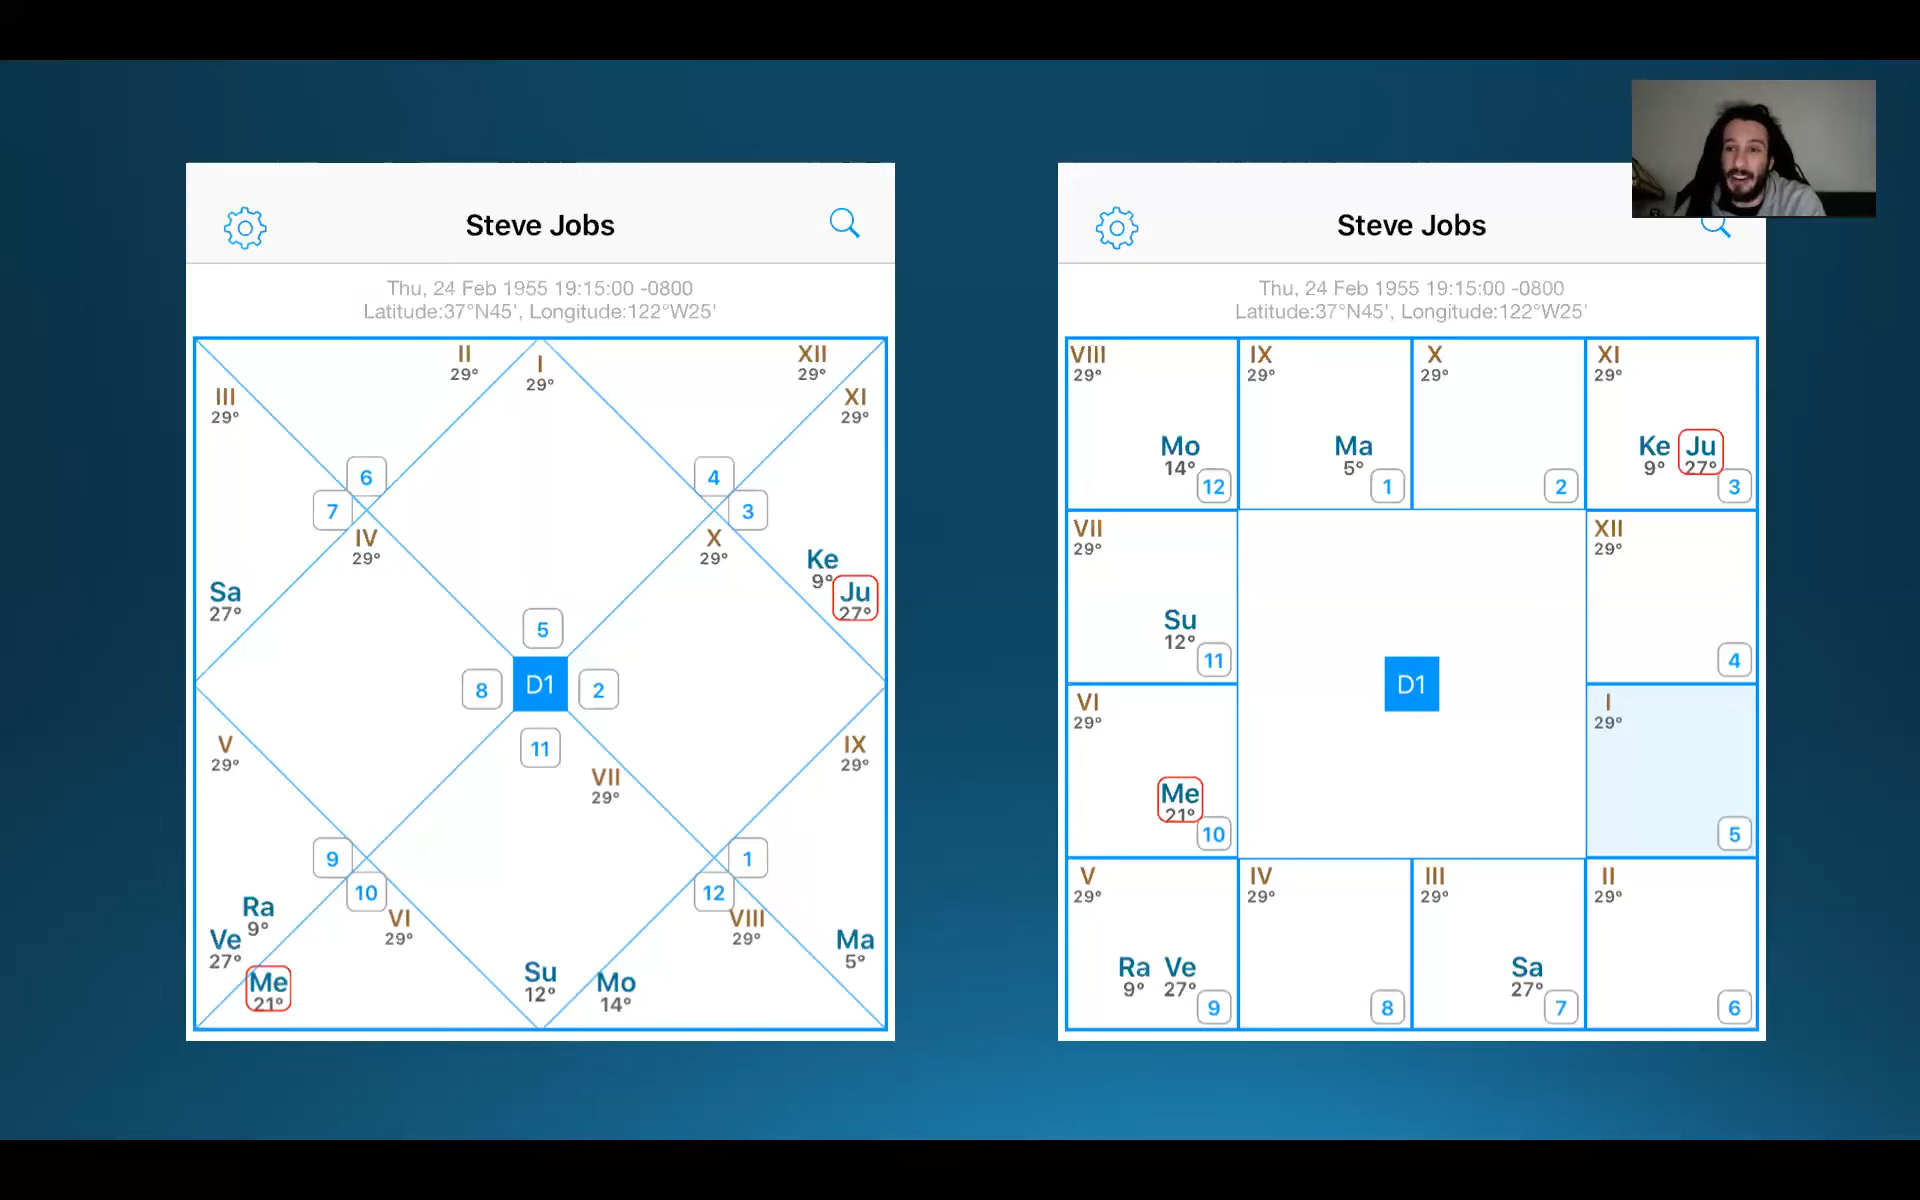 Steve Jobs
Thu, 24 Feb 1955 19:15:00 -0800
Latitude:37°N45', Longitude:122°W25'
II
29°
I
29°
XII
29°
III
29°
XI
29°
6
4
7
3
IV
29°
X
29°
Ke
9°
Sa
27°
Ju
27°
5
8
D1
2
11
V
29°
VII
29°
IX
29°
9
1
10
12
Ra
9°
VI
29°
VIII
29°
Ve
27°
Ma
5°
Me
21°
Su
12°
Mo
14°
Steve Jobs
Thu, 24 Feb 1955 19:15:00 -0800
Latitude:37°N45', Longitude:122°W25'
VIII
29°
Mo
14°
12
IX
29°
Ma
5°
1
X
29°
2
XI
29°
Ke Ju
9° 27°
3
VII
29°
Su
12°
11
XII
29°
4
D1
VI
29°
Me
21°
10
I
29°
5
V
29°
Ra Ve
9° 27°
9
IV
29°
8
III
29°
Sa
27°
7
II
29°
6